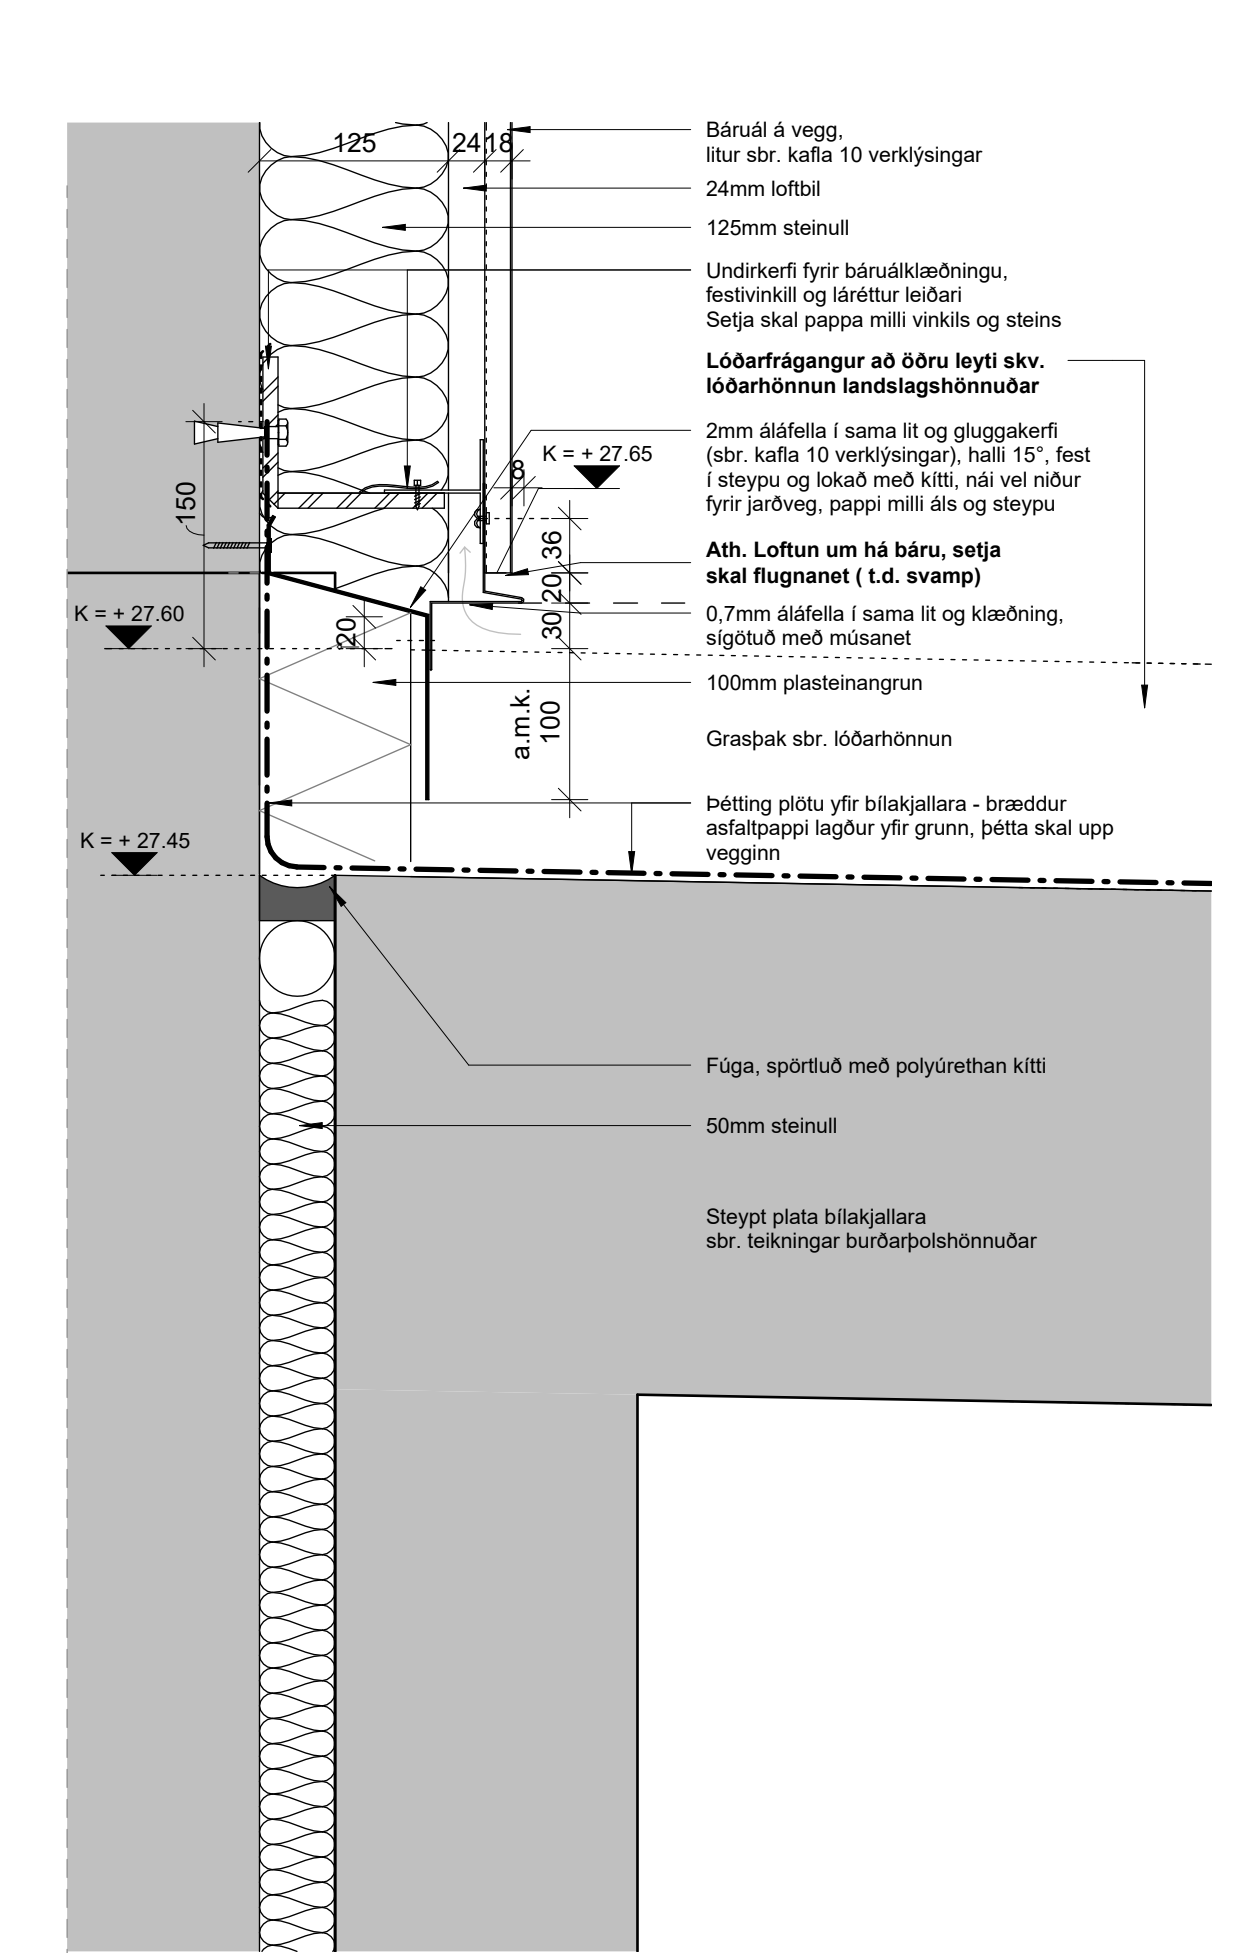 125
24
18
Báruál á vegg,
litur sbr. kafla 10 verklýsingar
24mm loftbil
125mm steinull
Undirkerfi fyrir báruálklæðningu,
festivinkill og láréttur leiðari
Setja skal pappa milli vinkils og steins
Lóðarfrágangur að öðru leyti skv.
lóðarhönnun landslagshönnuðar
2mm áláfella í sama lit og gluggakerfi
(sbr. kafla 10 verklýsingar), halli 15°, fest
í steypu og lokað með kítti, nái vel niður
fyrir jarðveg, pappi milli áls og steypu
K = + 27.65
8
150
36
20
30
Ath. Loftun um há báru, setja
skal flugnanet ( t.d. svamp)
0,7mm áláfella í sama lit og klæðning,
sígötuð með músanet
K = + 27.60
20
100mm plasteinangrun
a.m.k.
100
Grasþak sbr. lóðarhönnun
Þétting plötu yfir bílakjallara - bræddur
asfaltpappi lagður yfir grunn, þétta skal upp
vegginn
K = + 27.45
Fúga, spörtluð með polyúrethan kítti
50mm steinull
Steypt plata bílakjallara
sbr. teikningar burðarþolshönnuðar